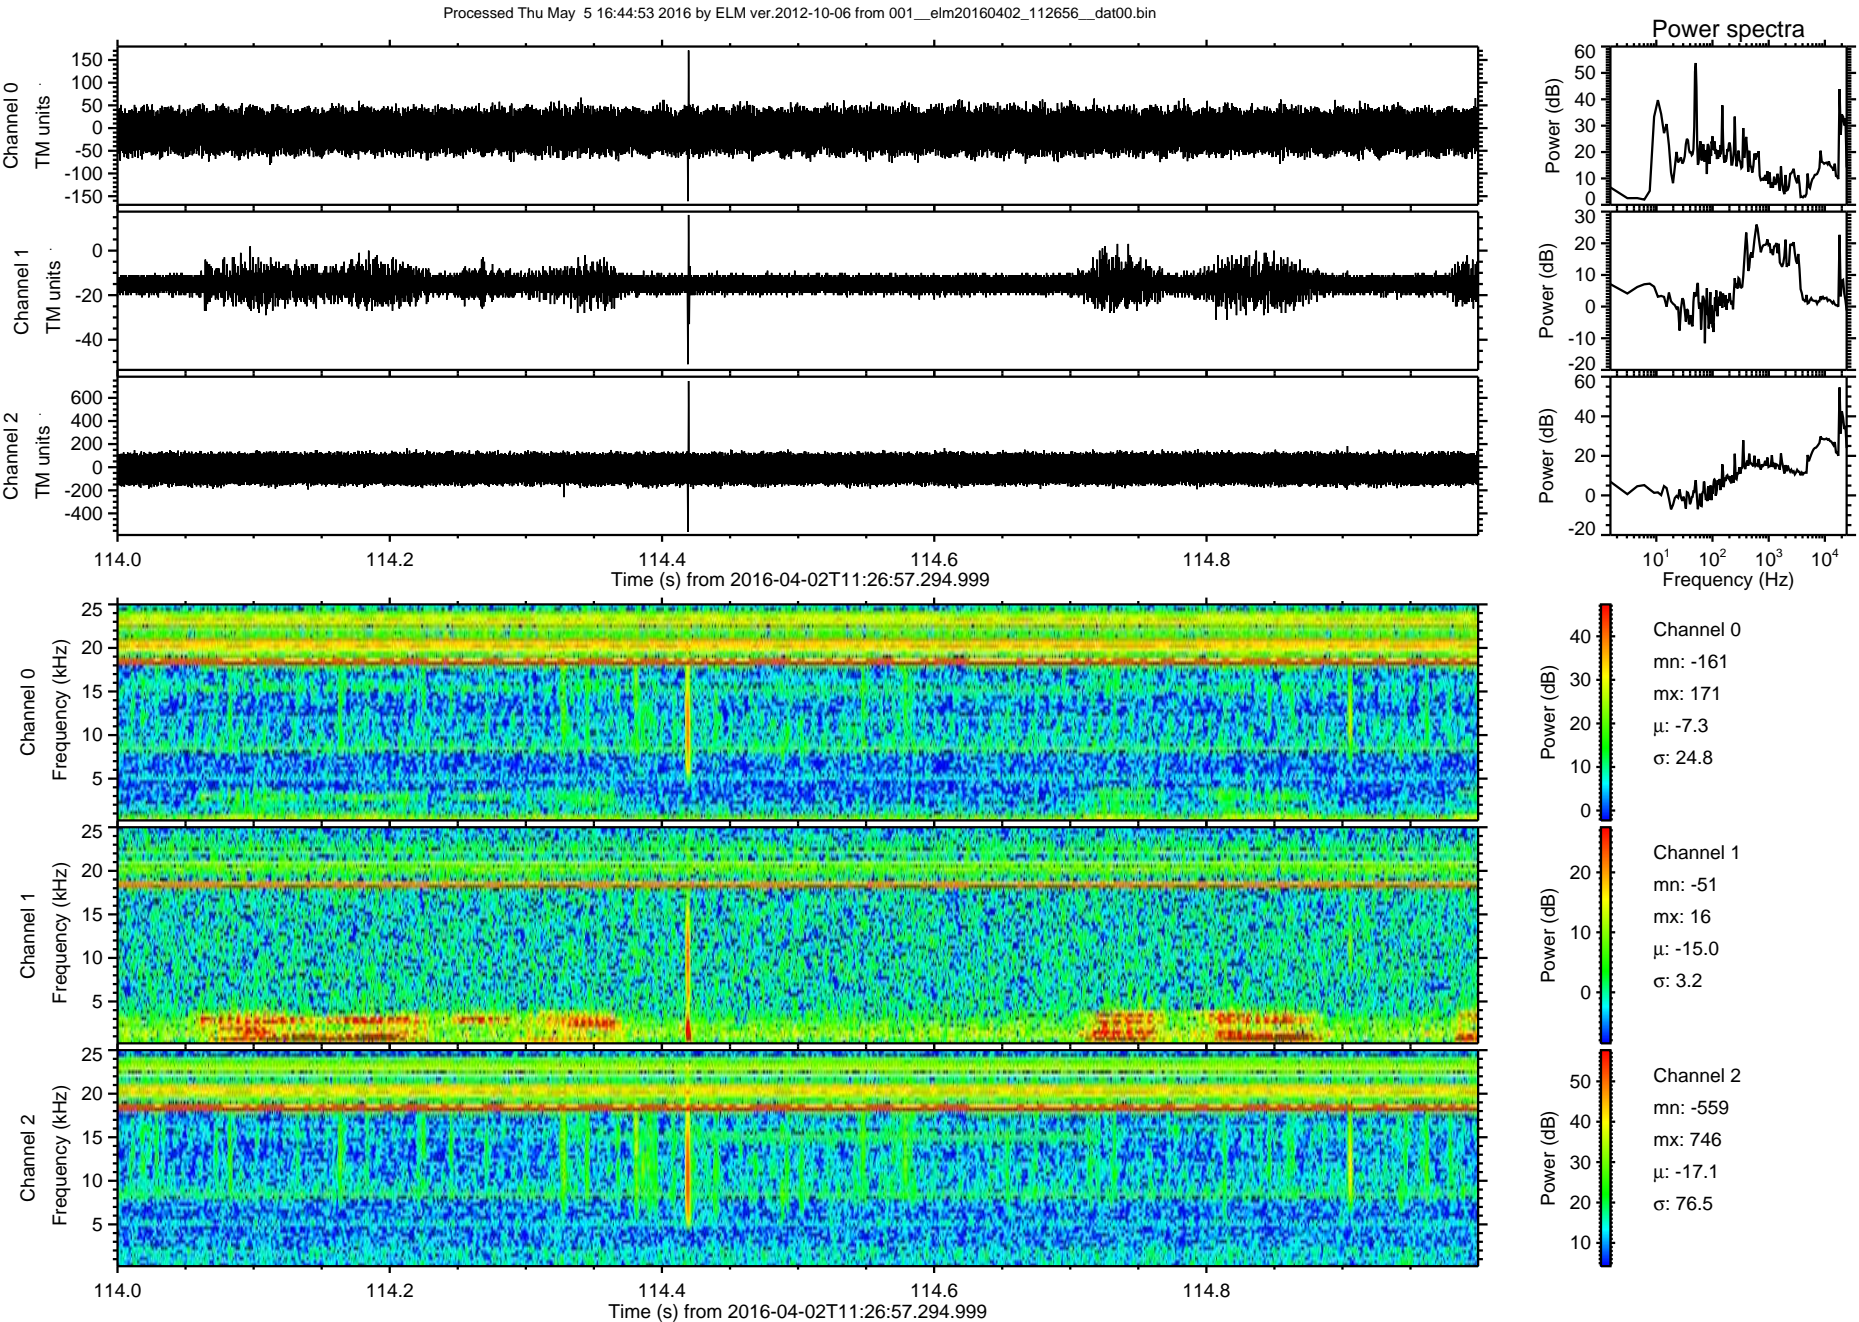 Processed Thu May  5 16:44:53 2016 by ELM ver.2012-10-06 from 001__elm20160402_112656__dat00.bin
Power spectra
Channel 0
TM units
150
100
50
0
-50
-100
-150
Power (dB)
60
50
40
30
20
10
0
Channel 1
TM units
0
-20
-40
Power (dB)
30
20
10
0
-10
-20
Channel 2
TM units
600
400
200
0
-200
-400
Power (dB)
60
40
20
0
-20
114.0 114.2 114.4 114.6 114.8
Time (s) from 2016-04-02T11:26:57.294.999
10^1 10^2 10^3 10^4
Frequency (Hz)
Channel 0
Frequency (kHz)
25
20
15
10
5
Power (dB)
40
30
20
10
0
Channel 0
mn: -161
mx: 171
μ: -7.3
σ: 24.8
Channel 1
Frequency (kHz)
25
20
15
10
5
Power (dB)
20
10
0
Channel 1
mn: -51
mx: 16
μ: -15.0
σ: 3.2
Channel 2
Frequency (kHz)
25
20
15
10
5
Power (dB)
50
40
30
20
10
Channel 2
mn: -559
mx: 746
μ: -17.1
σ: 76.5
114.0 114.2 114.4 114.6 114.8
Time (s) from 2016-04-02T11:26:57.294.999